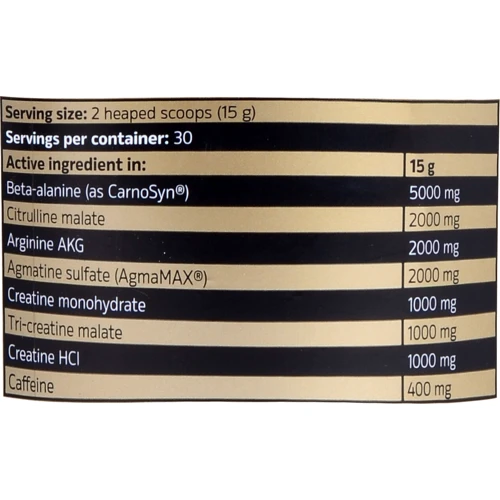 Serving size: 2 heaped scoops (15 g)
Servings per container: 30
Active ingredient in: 15 g
Beta-alanine (as CarnoSyn®) 5000 mg
Citrulline malate 2000 mg
Arginine AKG 2000 mg
Agmatine sulfate (AgmaMAX®) 2000 mg
Creatine monohydrate 1000 mg
Tri-creatine malate 1000 mg
Creatine HCl 1000 mg
Caffeine 400 mg